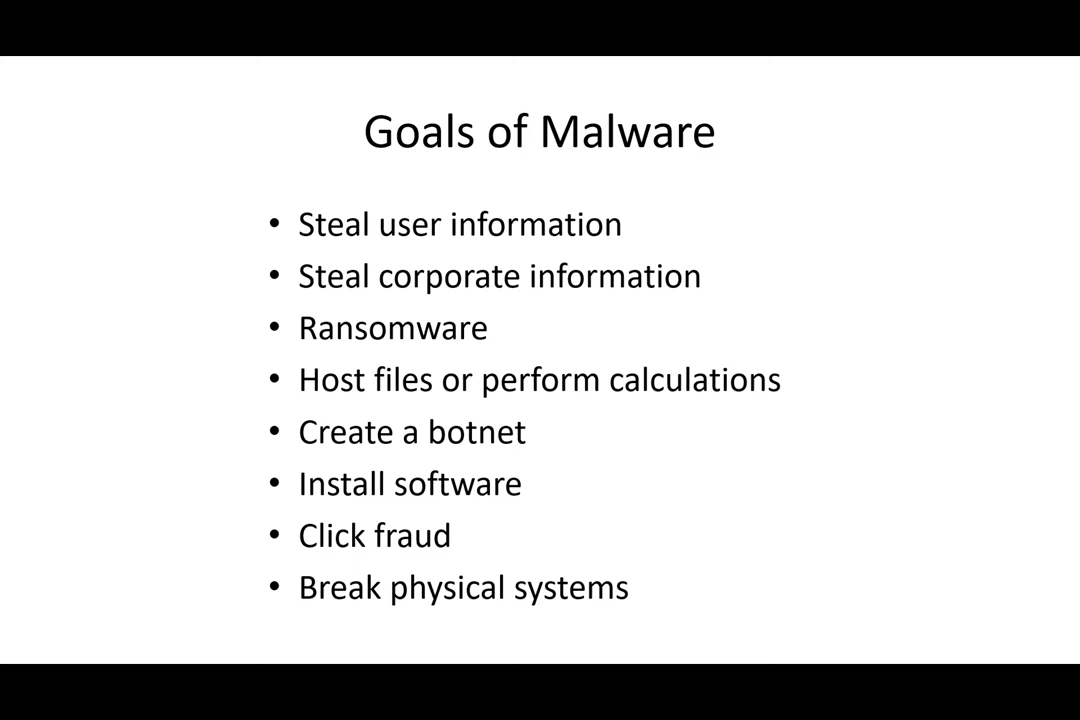 Goals of Malware
• Steal user information
• Steal corporate information
• Ransomware
• Host files or perform calculations
• Create a botnet
• Install software
• Click fraud
• Break physical systems